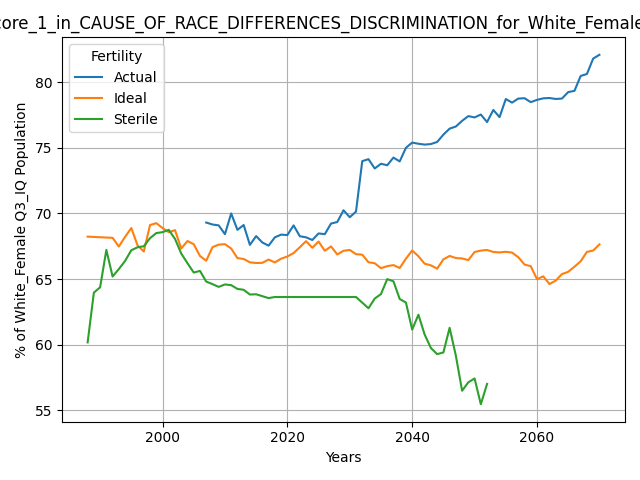 core_1_in_CAUSE_OF_RACE_DIFFERENCES_DISCRIMINATION_for_White_Female
Fertility
Actual
Ideal
Sterile
% of White_Female Q3_IQ Population
80
75
70
65
60
55
2000
2020
2040
2060
Years